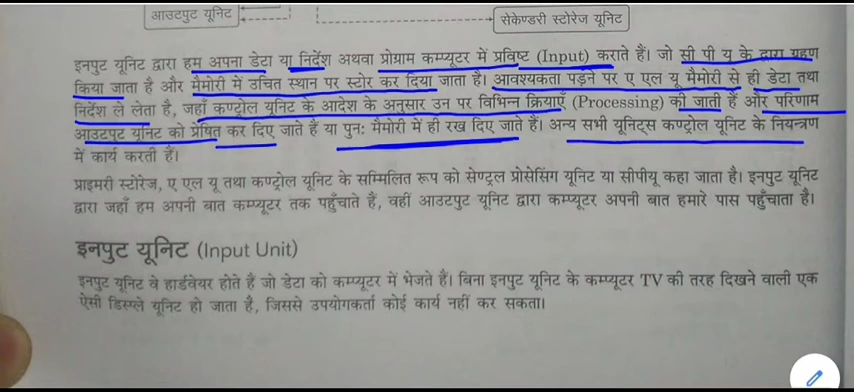 आउटपुट यूनिट
सेकेण्डरी स्टोरेज यूनिट
इनपुट यूनिट द्वारा हम अपना डेटा या निर्देश अथवा प्रोग्राम कम्प्यूटर में प्रविष्ट (Input) कराते हैं। जो सी पी यू के द्वारा ग्रहण
किया जाता है और मैमोरी में उचित स्थान पर स्टोर कर दिया जाता है। आवश्यकता पड़ने पर ए एल यू मैमोरी से ही डेटा तथा
निर्देश ले लेता है, जहाँ कण्ट्रोल यूनिट के आदेश के अनुसार उन पर विभिन्न क्रियाएँ (Processing) की जाती हैं और परिणाम
आउटपुट यूनिट को प्रेषित कर दिए जाते हैं या पुन: मैमोरी में ही रख दिए जाते हैं। अन्य सभी यूनिट्स कण्ट्रोल यूनिट के नियन्त्रण
में कार्य करती हैं।
प्राइमरी स्टोरेज, ए एल यू तथा कण्ट्रोल यूनिट के सम्मिलित रूप को सेण्ट्रल प्रोसेसिंग यूनिट या सीपीयू कहा जाता है। इनपुट यूनिट
द्वारा जहाँ हम अपनी बात कम्प्यूटर तक पहुँचाते हैं, वहीं आउटपुट यूनिट द्वारा कम्प्यूटर अपनी बात हमारे पास पहुँचाता है।
इनपुट यूनिट (Input Unit)
इनपुट यूनिट वे हार्डवेयर होते हैं जो डेटा को कम्प्यूटर में भेजते हैं। बिना इनपुट यूनिट के कम्प्यूटर TV की तरह दिखने वाली एक
ऐसी डिस्प्ले यूनिट हो जाता है, जिससे उपयोगकर्ता कोई कार्य नहीं कर सकता।